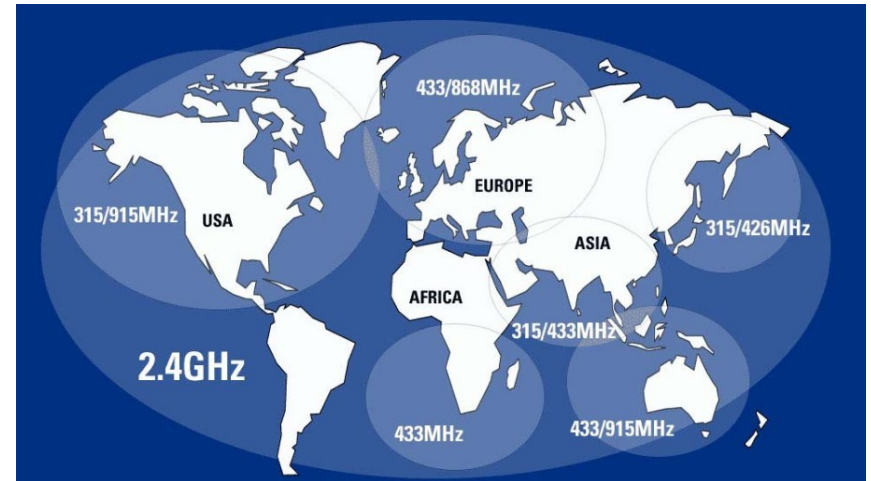 433/868MHz
EUROPE
315/915MHz
USA
315/426MHz
ASIA
AFRICA
315/433MHz
2.4GHz
433MHz
433/915MHz